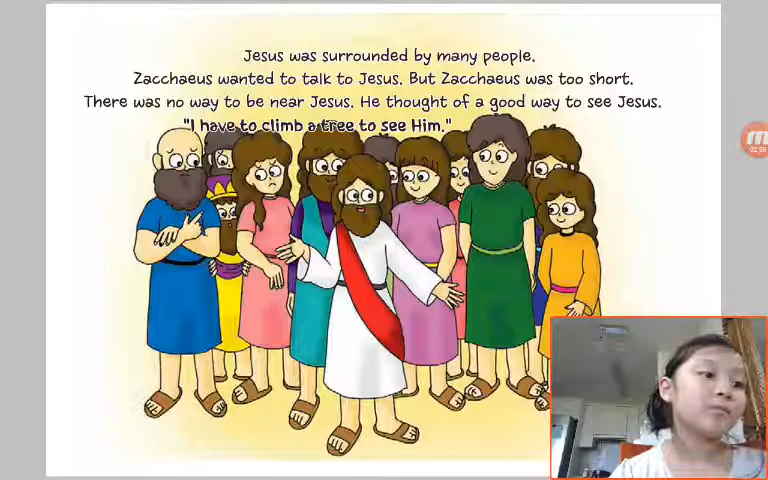 Jesus was surrounded by many people.
Zacchaeus wanted to talk to Jesus. But Zacchaeus was too short.
There was no way to be near Jesus. He thought of a good way to see Jesus.
"I have to climb a tree to see Him."
02:59